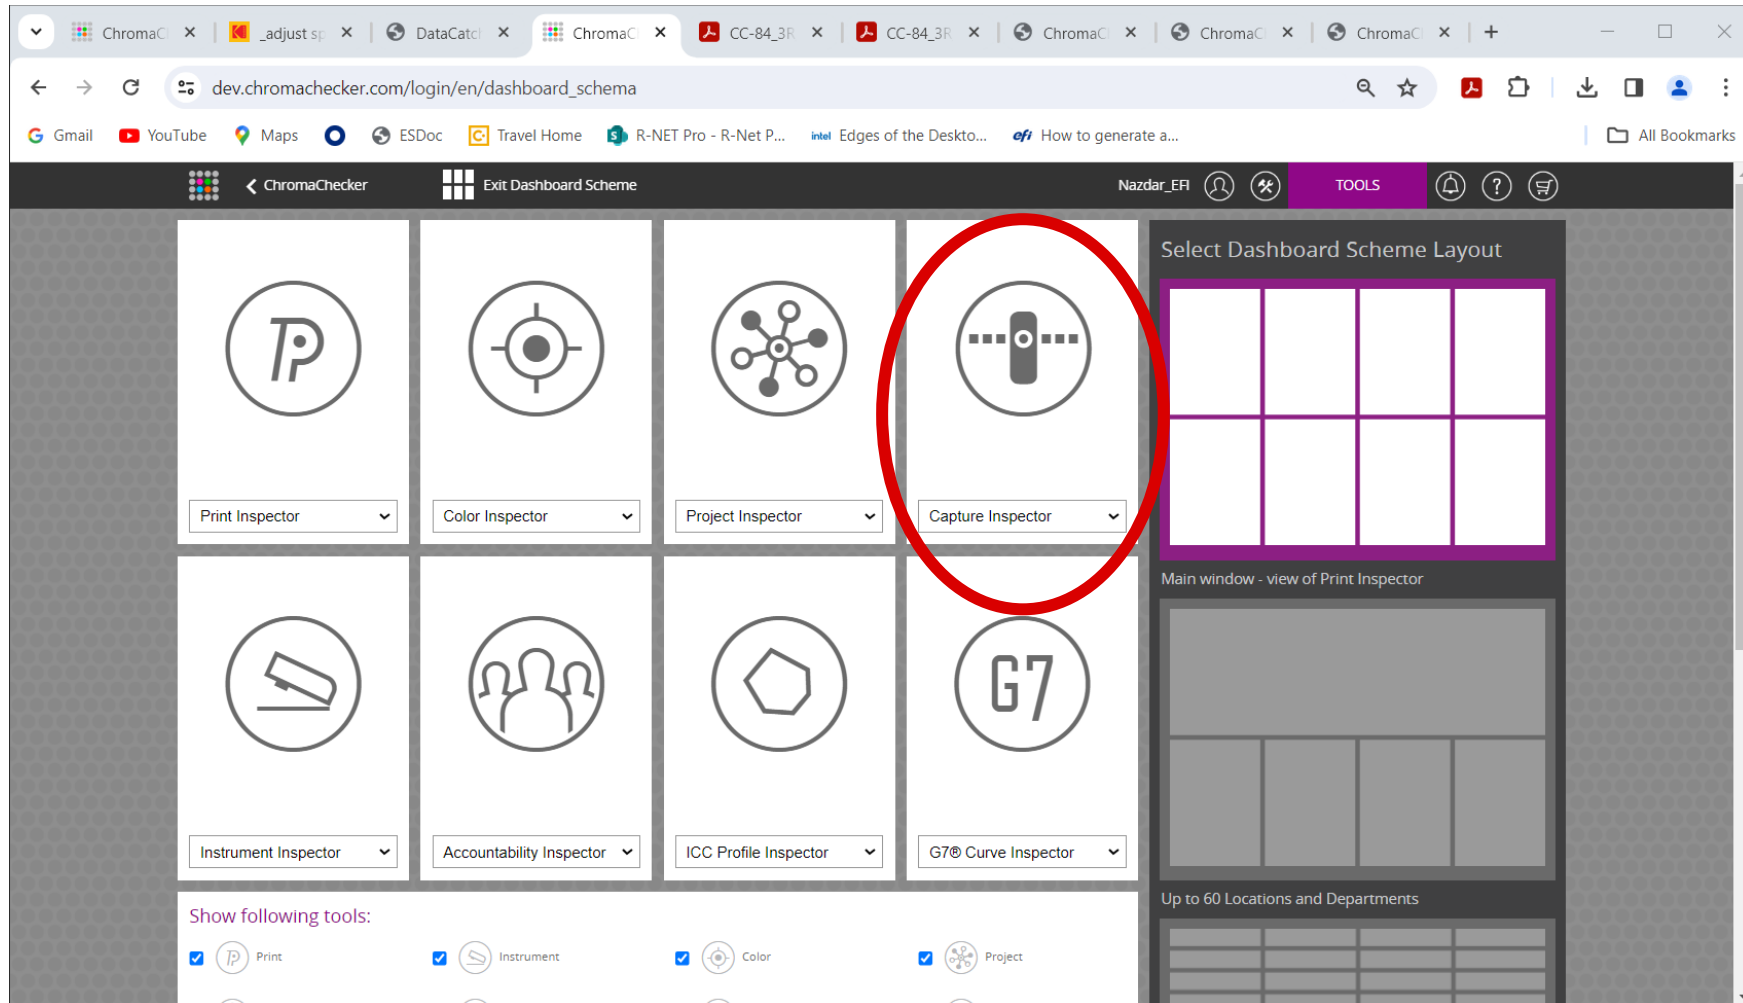 ChromaC
_adjust sp
DataCatc
ChromaC
CC-84_3R
CC-84_3R
ChromaC
ChromaC
ChromaC
dev.chromachecker.com/login/en/dashboard_schema
Gmail
YouTube
Maps
ESDoc
Travel Home
R-NET Pro - R-Net P...
intel
Edges of the Deskto...
efi
How to generate a...
All Bookmarks
ChromaChecker
Exit Dashboard Scheme
Nazdar_EFI
TOOLS
?
Print Inspector
Color Inspector
Project Inspector
Capture Inspector
G7
Instrument Inspector
Accountability Inspector
ICC Profile Inspector
G7® Curve Inspector
Select Dashboard Scheme Layout
Main window - view of Print Inspector
Up to 60 Locations and Departments
Show following tools:
Print
Instrument
Color
Project